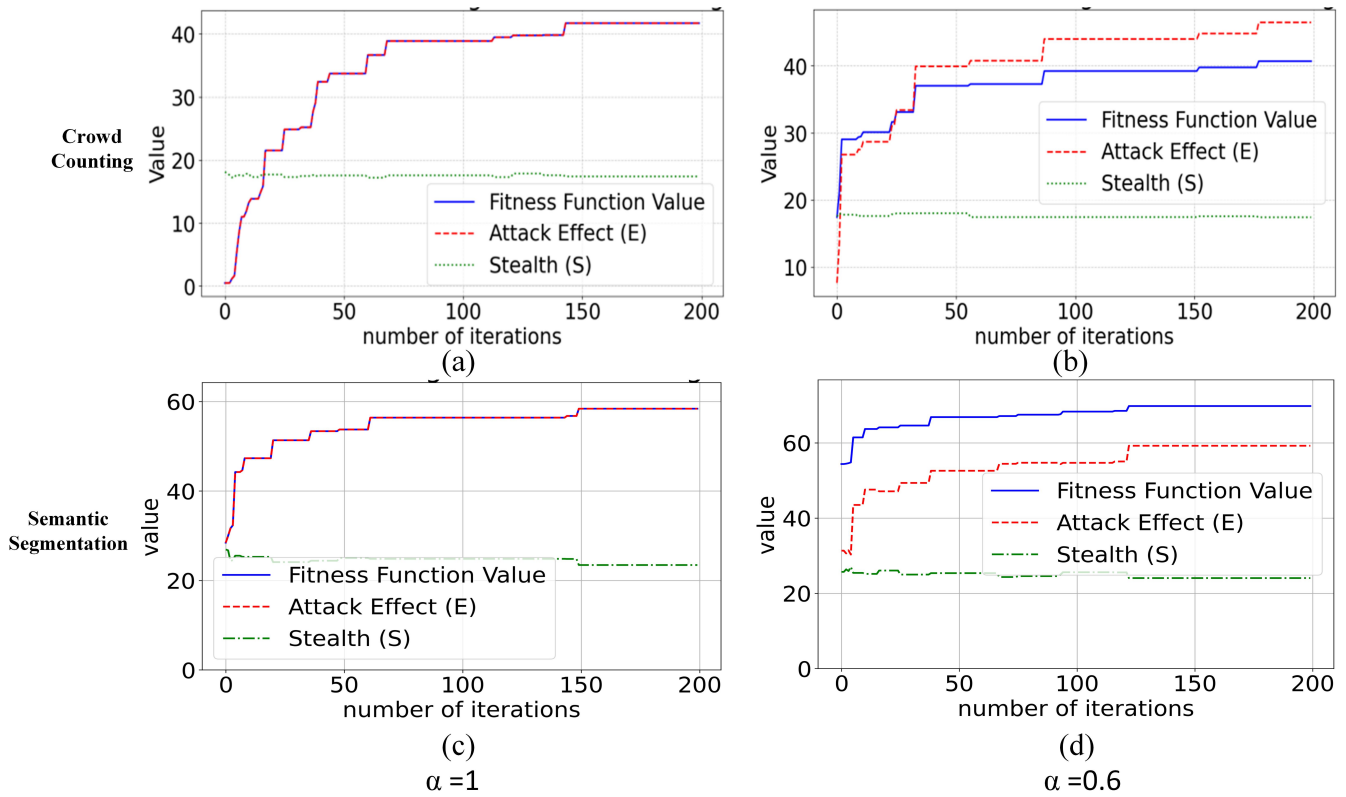 40
30
20
10
0
Value
Crowd
Counting
Fitness Function Value
Attack Effect (E)
Stealth (S)
0 50 100 150 200
number of iterations
(a)
40
30
20
10
Value
Fitness Function Value
Attack Effect (E)
Stealth (S)
0 50 100 150 200
number of iterations
(b)
60
40
20
0
value
Semantic
Segmentation
Fitness Function Value
Attack Effect (E)
Stealth (S)
0 50 100 150 200
number of iterations
(c)
α =1
60
40
20
0
value
Fitness Function Value
Attack Effect (E)
Stealth (S)
0 50 100 150 200
number of iterations
(d)
α =0.6